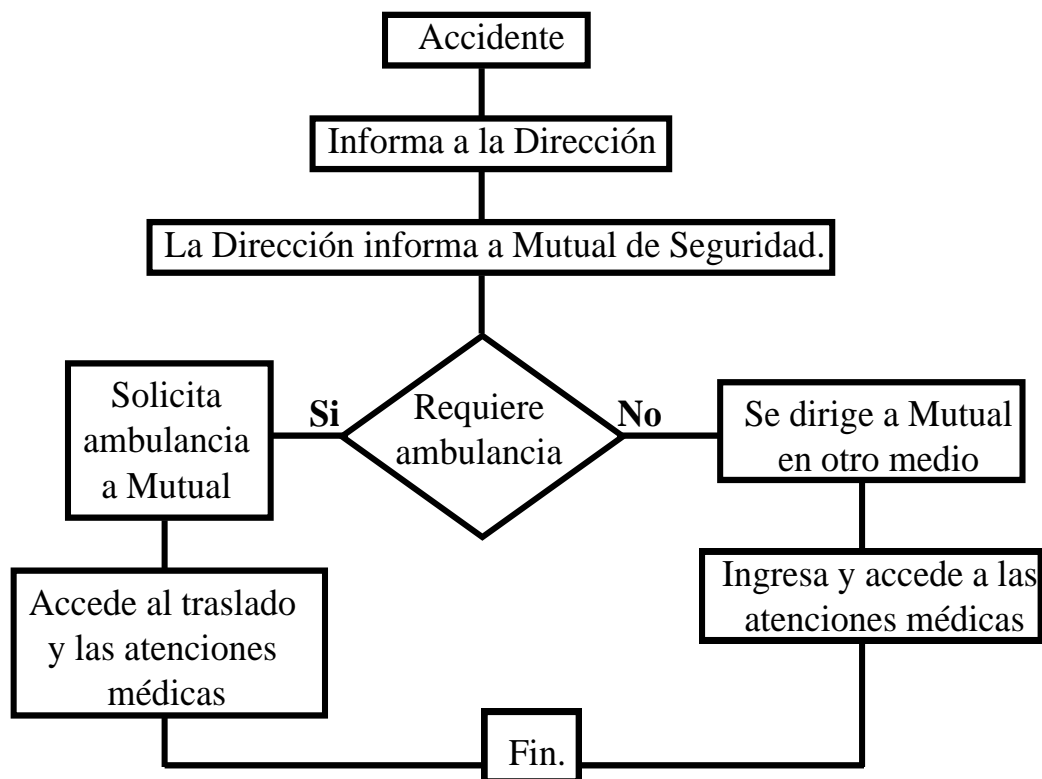 Accidente
Informa a la Dirección
La Dirección informa a Mutual de Seguridad.
Solicita
ambulancia
a Mutual
Si
Requiere
ambulancia
No
Se dirige a Mutual
en otro medio
Accede al traslado
y las atenciones
médicas
Ingresa y accede a las
atenciones médicas
Fin.